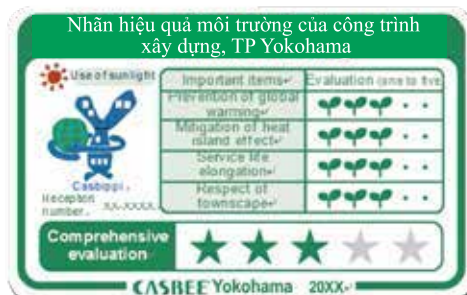 Nhãn hiệu quả môi trường của công trình
xây dựng, TP Yokohama
Use of sunlight
Important items
Evaluation (one to five
Prevention of global
warming
Mitigation of heat
island effect
Service life
elongation
Respect of
townscape
Casbippi
Reception
number. XX-XXXX
Comprehensive
evaluation
CASBEE Yokohama 20XX